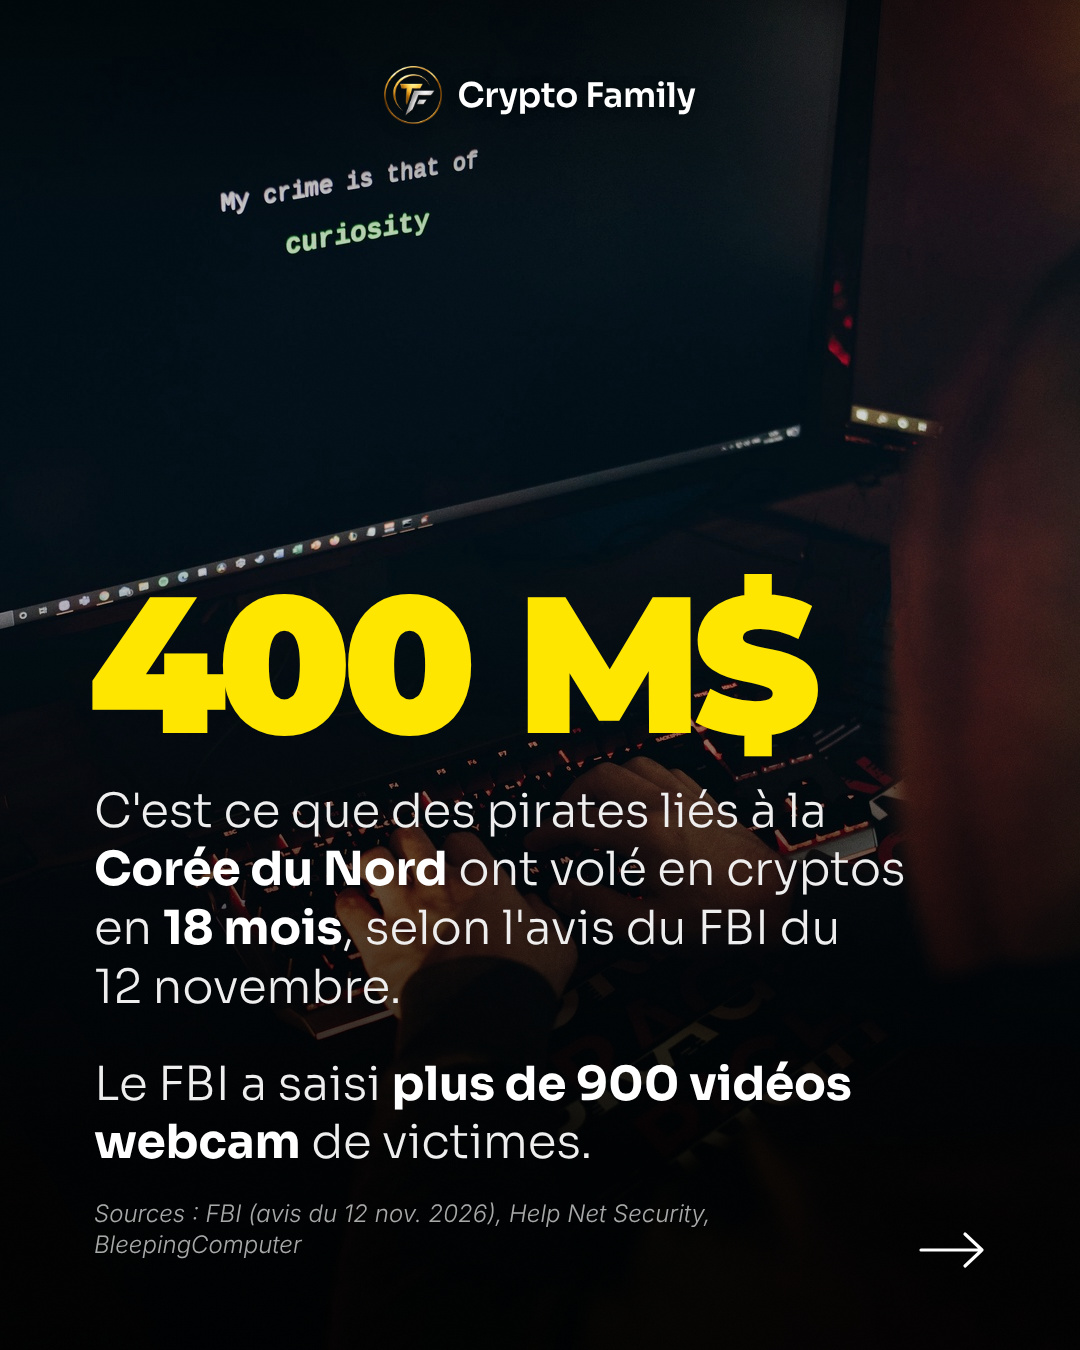 Crypto Family
My crime is that of
curiosity
400 M$
C'est ce que des pirates liés à la
Corée du Nord ont volé en cryptos
en 18 mois, selon l'avis du FBI du
12 novembre.
Le FBI a saisi plus de 900 vidéos
webcam de victimes.
Sources : FBI (avis du 12 nov. 2026), Help Net Security,
BleepingComputer